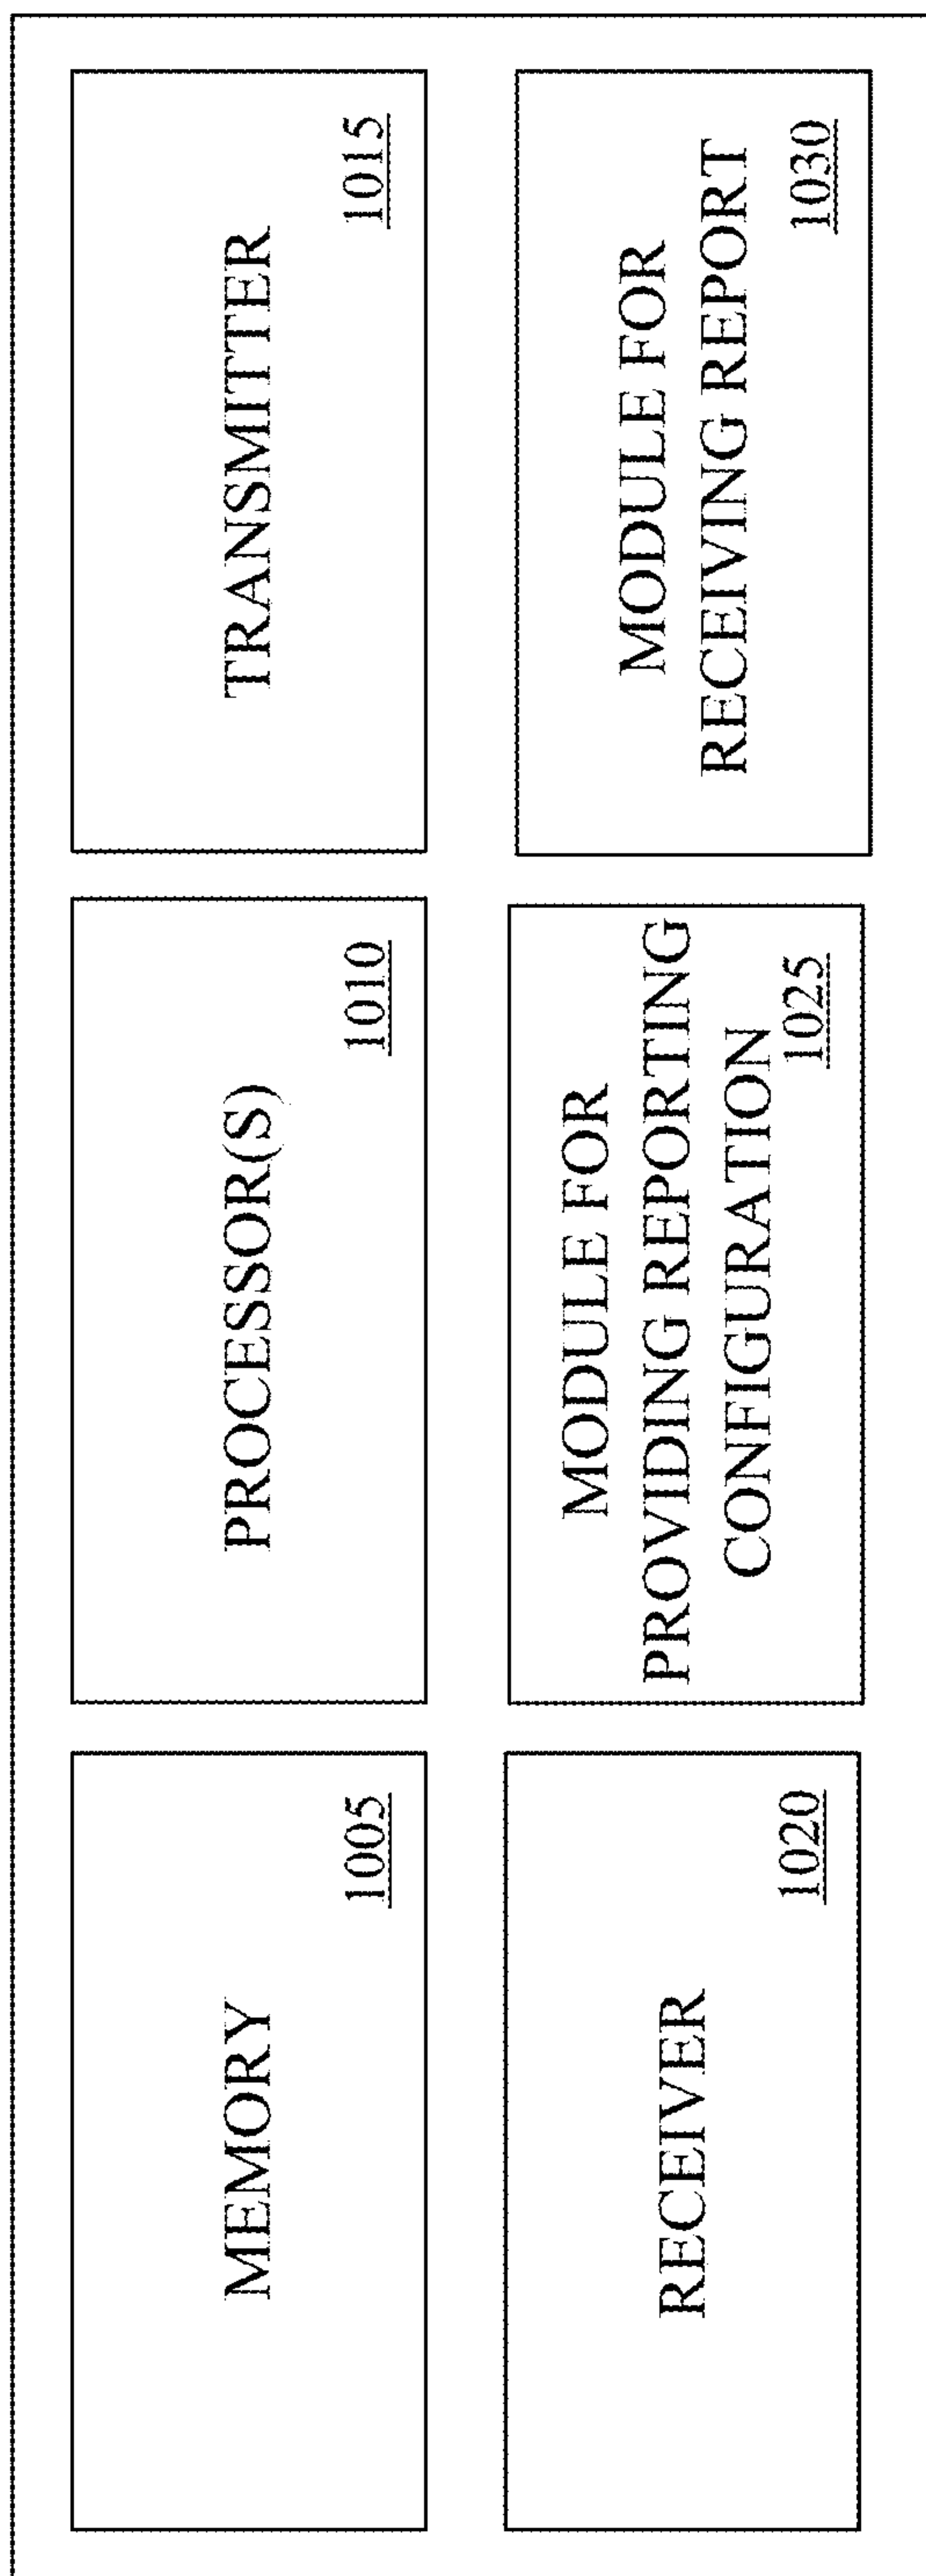 MEMORY
1005
PROCESSOR(S)
1010
TRANSMITTER
1015
RECEIVER
1020
MODULE FOR
PROVIDING REPORTING
CONFIGURATION
1025
MODULE FOR
RECEIVING REPORT
1030